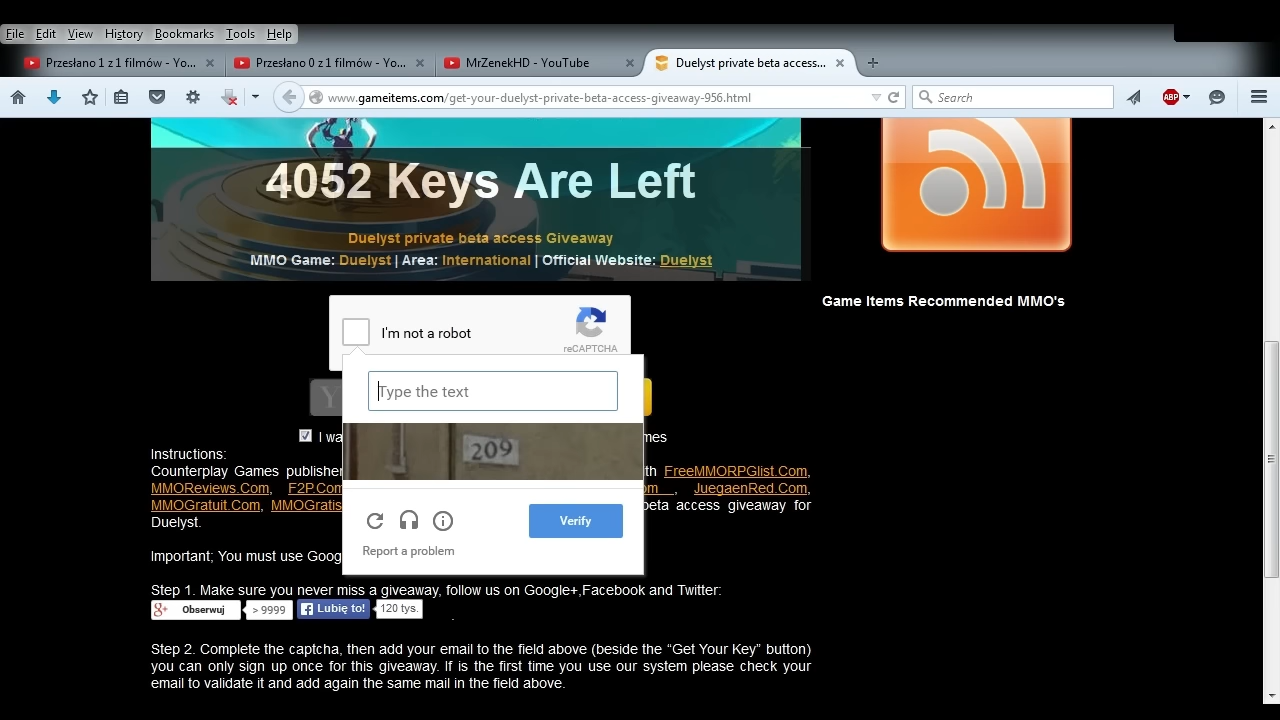 File Edit View History Bookmarks Tools Help
Przesłano 1 z 1 filmów - Yo... Przesłano 0 z 1 filmów - Yo... MrZenekHD - YouTube Duelyst private beta access...
www.gameitems.com/get-your-duelyst-private-beta-access-giveaway-956.html Search ABP
4052 Keys Are Left
Duelyst private beta access Giveaway
MMO Game: Duelyst | Area: International | Official Website: Duelyst
Game Items Recommended MMO's
I'm not a robot
reCAPTCHA
Type the text
Y
I wa mes
209
Instructions:
Counterplay Games publisher th FreeMMORPGlist.Com,
MMOReviews.Com, F2P.Com om , JuegaenRed.Com,
MMOGratuit.Com, MMOGratis beta access giveaway for
Duelyst.
Verify
Report a problem
Important; You must use Goog
Step 1. Make sure you never miss a giveaway, follow us on Google+,Facebook and Twitter:
g+ Obserwuj > 9999 f Lubię to! 120 tys. .
Step 2. Complete the captcha, then add your email to the field above (beside the “Get Your Key” button)
you can only sign up once for this giveaway. If is the first time you use our system please check your
email to validate it and add again the same mail in the field above.